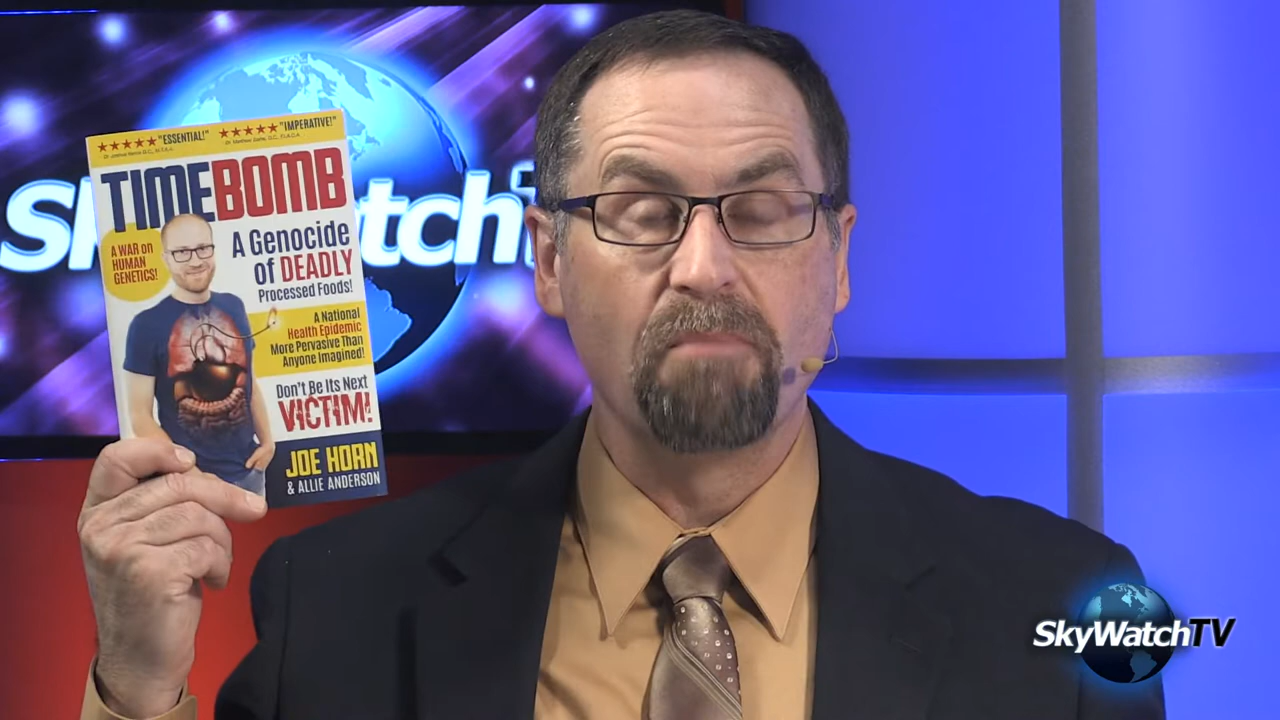 ★★★★★ "ESSENTIAL!"
★★★★★ "IMPERATIVE!"
TIMEBOMB
A WAR on
HUMAN
GENETICS!
A Genocide
of DEADLY
Processed Foods!
A National
Health Epidemic
More Pervasive Than
Anyone Imagined!
Don't Be Its Next
VICTIM!
JOE HORN
& ALLIE ANDERSON
SkyWatchTV